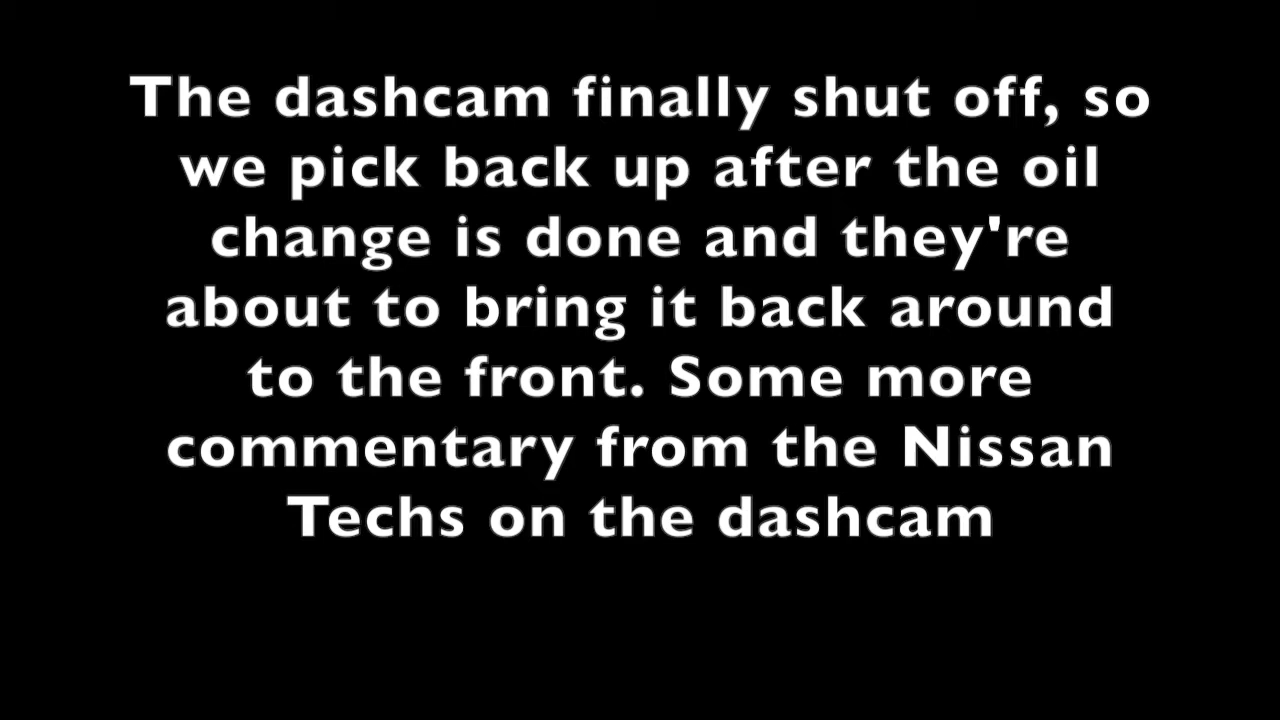 The dashcam finally shut off, so
we pick back up after the oil
change is done and they're
about to bring it back around
to the front. Some more
commentary from the Nissan
Techs on the dashcam